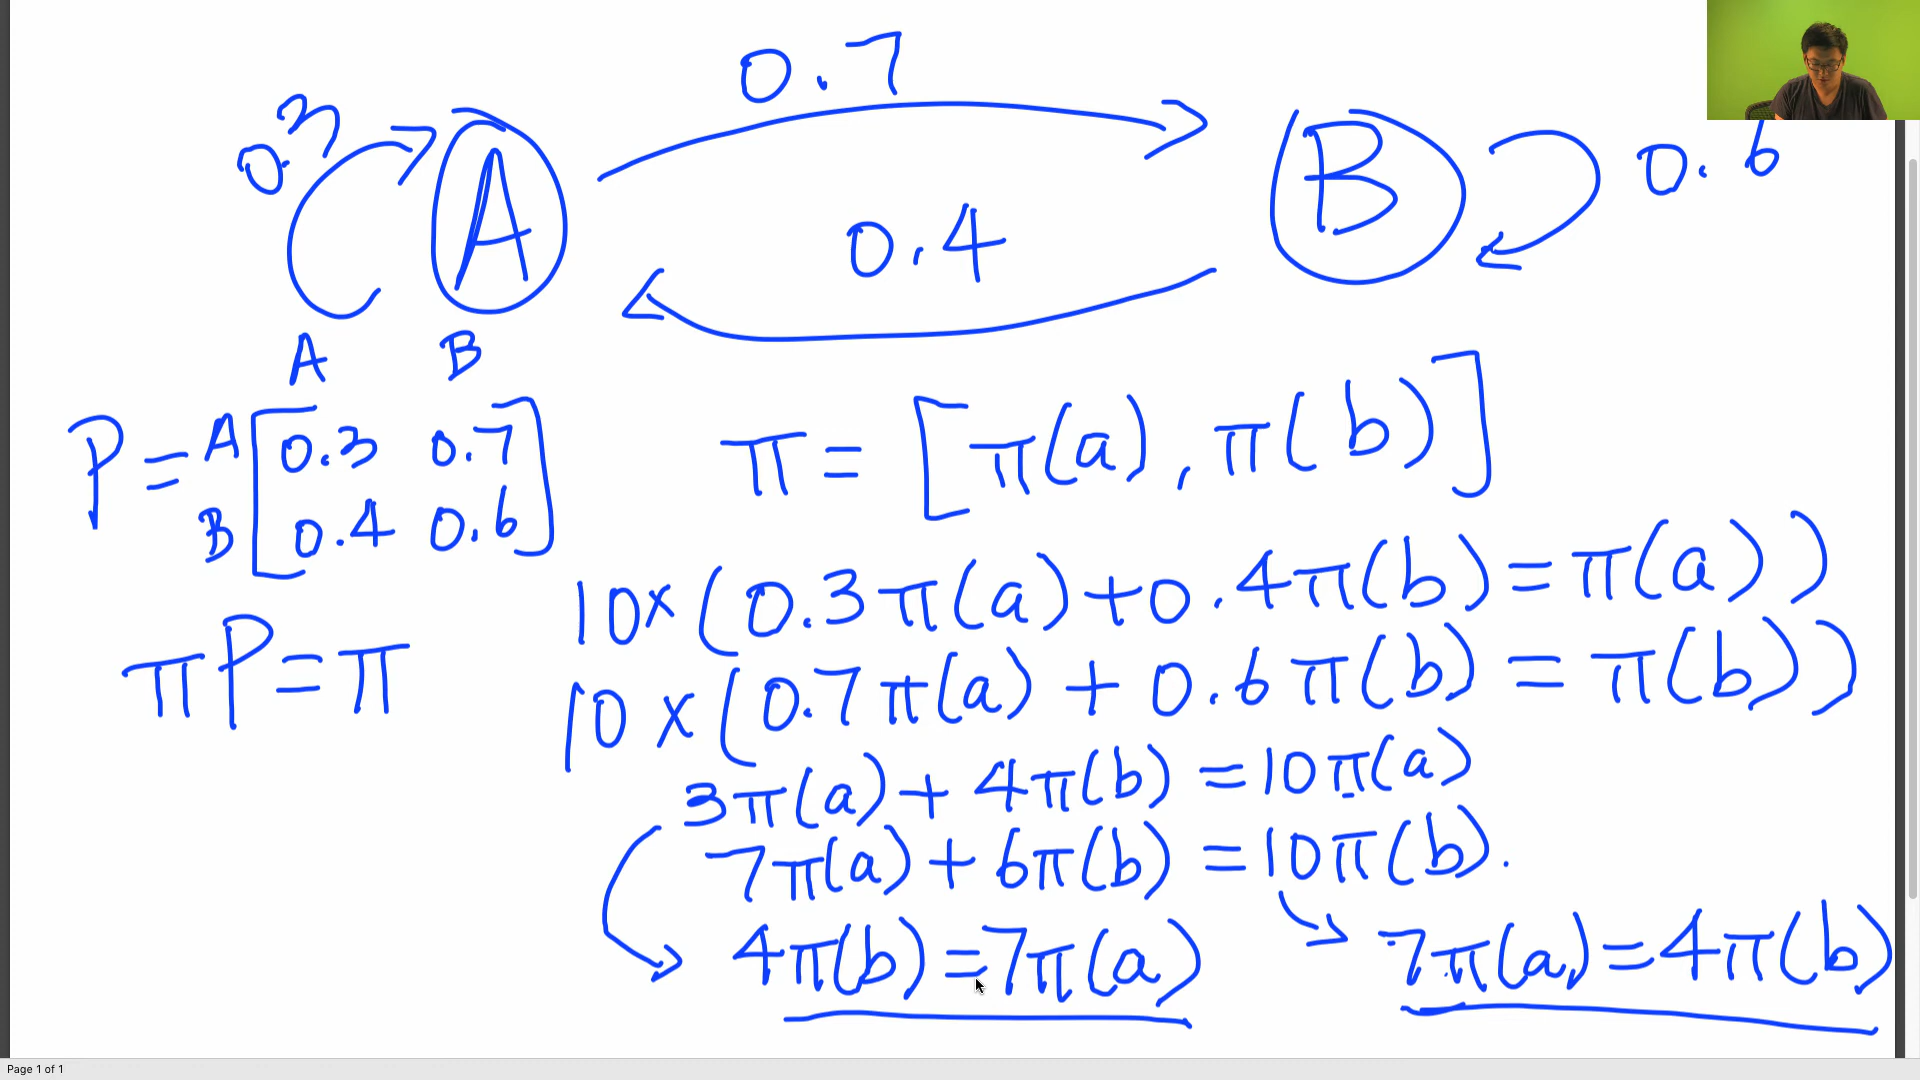 0.7
0.3
A
B
0.6
0.4
A B
P = A [ 0.3 0.7
B 0.4 0.6 ]
π = [π(a), π(b)]
πP = π
10×(0.3π(a)+0.4π(b)=π(a))
10×(0.7π(a)+0.6π(b)=π(b))
3π(a)+4π(b)=10π(a)
7π(a)+6π(b)=10π(b).
4π(b)=7π(a)
7π(a)=4π(b)
Page 1 of 1